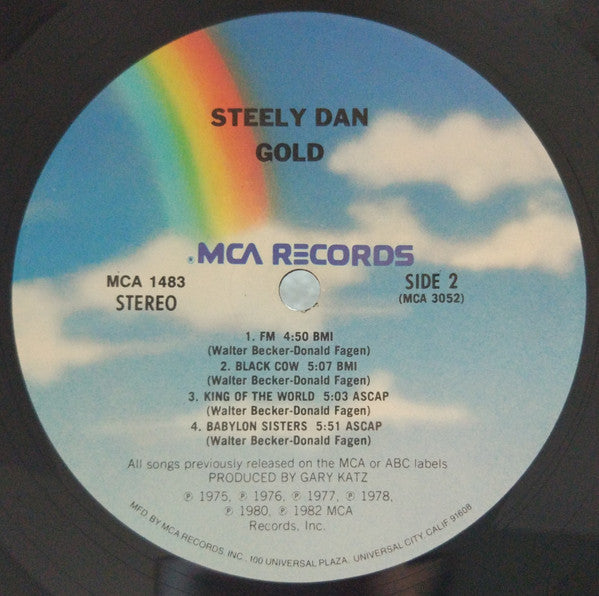 STEELY DAN
GOLD
MCA RECORDS
MCA 1483
STEREO
SIDE 2
(MCA 3052)
1. FM 4:50 BMI
(Walter Becker-Donald Fagen)
2. BLACK COW 5:07 BMI
(Walter Becker-Donald Fagen)
3. KING OF THE WORLD 5:03 ASCAP
(Walter Becker-Donald Fagen)
4. BABYLON SISTERS 5:51 ASCAP
(Walter Becker-Donald Fagen)
All songs previously released on the MCA or ABC labels
PRODUCED BY GARY KATZ
℗ 1975, ℗ 1976, ℗ 1977, ℗ 1978,
℗ 1980, ℗ 1982 MCA
Records, Inc.
MFD. BY MCA RECORDS, INC., 100 UNIVERSAL PLAZA, UNIVERSAL CITY, CALIF. 91608